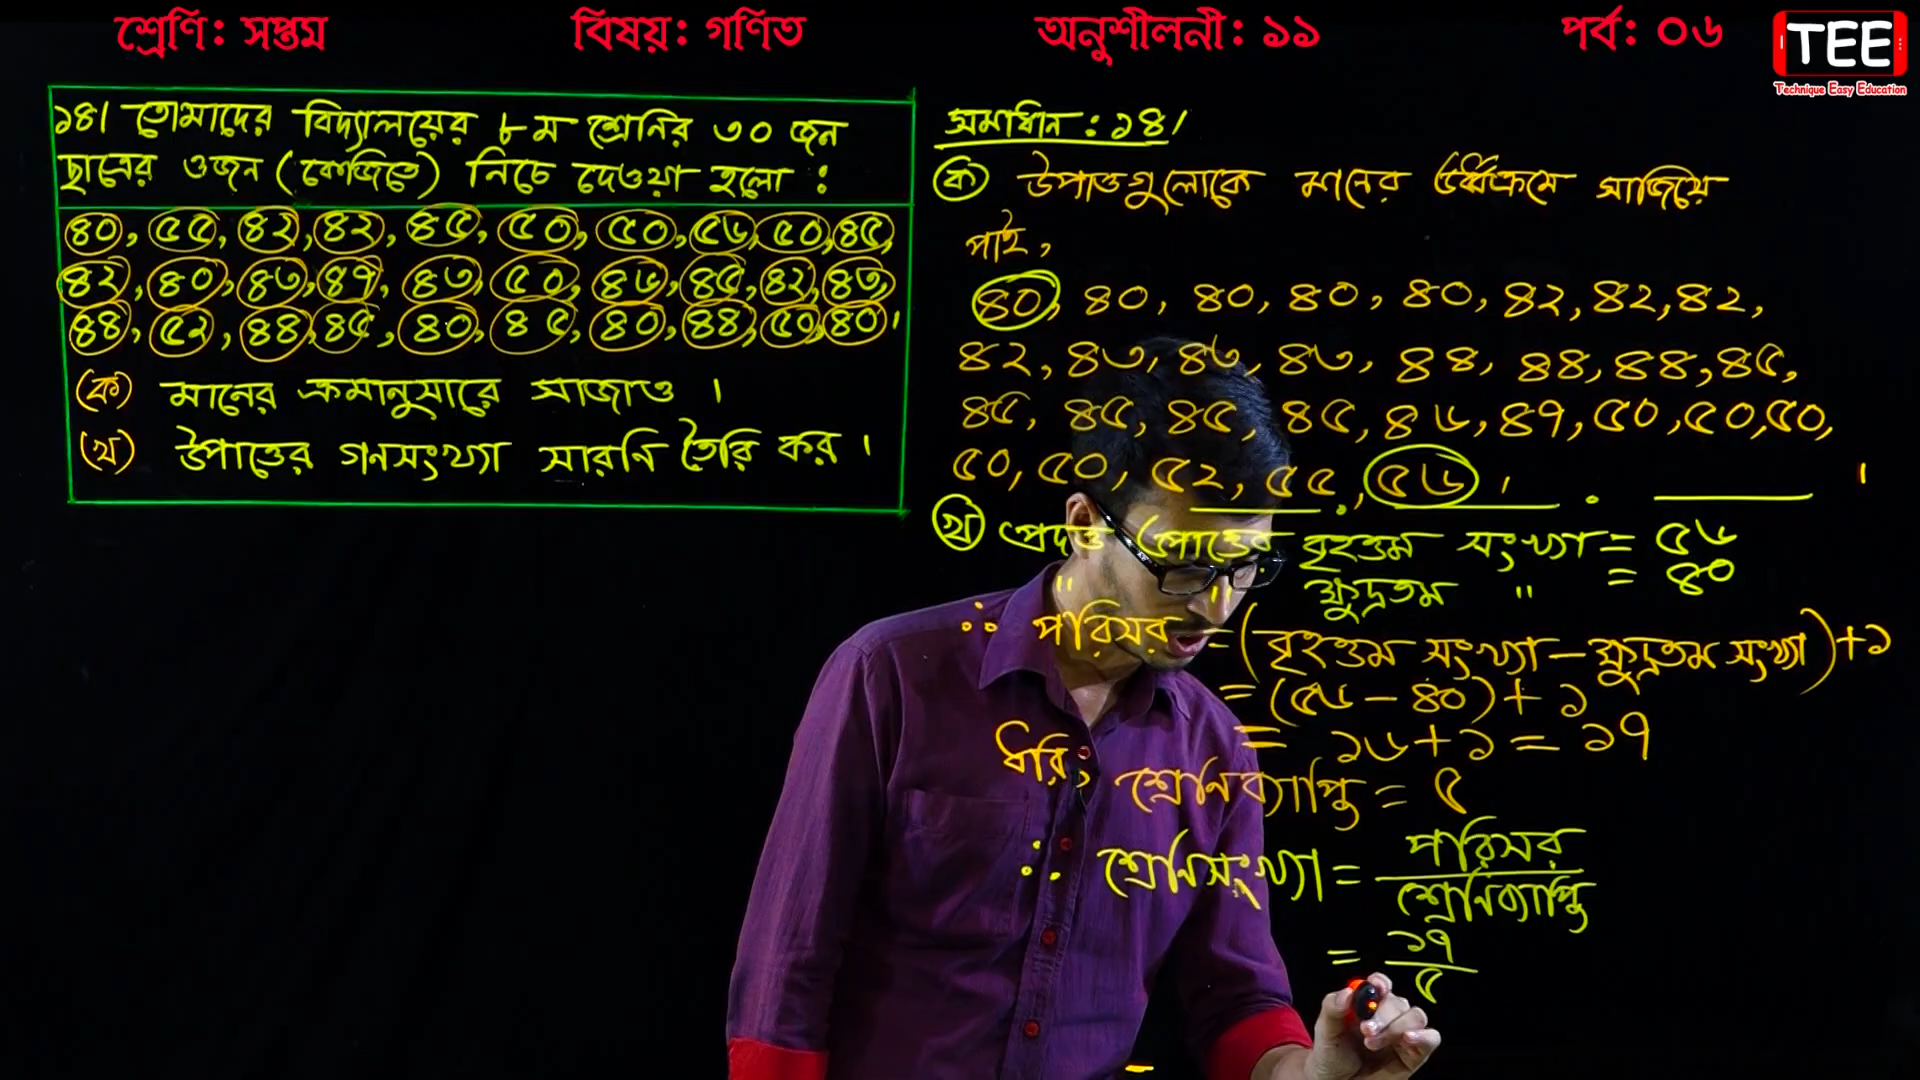 শ্রেণি: সপ্তম বিষয়: গণিত অনুশীলনী: ১১ পর্ব: ০৬
TEE
Technique Easy Education
১৪। তোমাদের বিদ্যালয়ের ৮ম শ্রেনির ৩০ জন
ছাত্রের ওজন (কেজিতে) নিচে দেওয়া হলো:
৪০, ৫৫, ৪২, ৪২, ৪৫, ৫০, ৫০, ৫৬, ৫০, ৪৫,
৪২, ৪০, ৪৩, ৪৭, ৪৩, ৫০, ৪৬, ৪৫, ৪২, ৪৩,
৪৪, ৫২, ৪৪, ৪৫, ৪০, ৪৫, ৪০, ৪৪, ৫০, ৪০।
(ক) মানের ক্রমানুসারে সাজাও ।
(খ) উপাত্তের গনসংখ্যা সারনি তৈরি কর ।
সমাধান: ১৪।
ক উপাত্তগুলোকে মানের ঊর্ধ্বক্রমে সাজিয়ে
পাই,
৪০, ৪০, ৪০, ৪০, ৪০, ৪২, ৪২, ৪২,
৪২, ৪৩, ৪৩, ৪৩, ৪৪, ৪৪, ৪৪, ৪৫,
৪৫, ৪৫, ৪৫, ৪৫, ৪৬, ৪৭, ৫০, ৫০, ৫০,
৫০, ৫০, ৫২, ৫৫, ৫৬ ।
খ প্রদত্ত উপাত্তের বৃহত্তম সংখ্যা = ৫৬
" " ক্ষুদ্রতম " = ৪০
∴ পরিসর = (বৃহত্তম সংখ্যা - ক্ষুদ্রতম সংখ্যা) + ১
= (৫৬ - ৪০) + ১
= ১৬ + ১ = ১৭
ধরি, শ্রেনিব্যাপ্তি = ৫
∴ শ্রেনিসংখ্যা = পরিসর / শ্রেনিব্যাপ্তি
= ১৭ / ৫